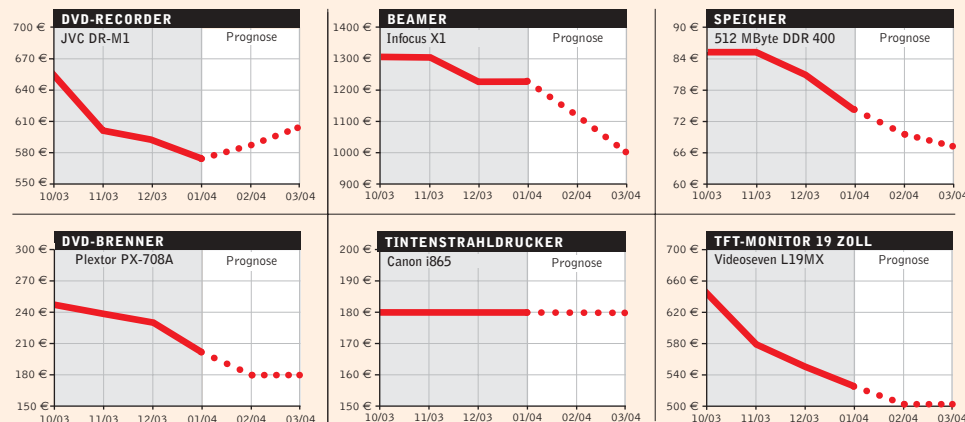 DVD-RECORDER
JVC DR-M1
Prognose
700 €
670 €
640 €
610 €
580 €
550 €
10/03 11/03 12/03 01/04 02/04 03/04
BEAMER
Infocus X1
Prognose
1400 €
1300 €
1200 €
1100 €
1000 €
900 €
10/03 11/03 12/03 01/04 02/04 03/04
SPEICHER
512 MByte DDR 400
Prognose
90 €
84 €
78 €
72 €
66 €
60 €
10/03 11/03 12/03 01/04 02/04 03/04
DVD-BRENNER
Plextor PX-708A
Prognose
300 €
270 €
240 €
210 €
180 €
150 €
10/03 11/03 12/03 01/04 02/04 03/04
TINTENSTRAHLDRUCKER
Canon i865
Prognose
200 €
190 €
180 €
170 €
160 €
150 €
10/03 11/03 12/03 01/04 02/04 03/04
TFT-MONITOR 19 ZOLL
Videoseven L19MX
Prognose
700 €
660 €
620 €
580 €
540 €
500 €
10/03 11/03 12/03 01/04 02/04 03/04